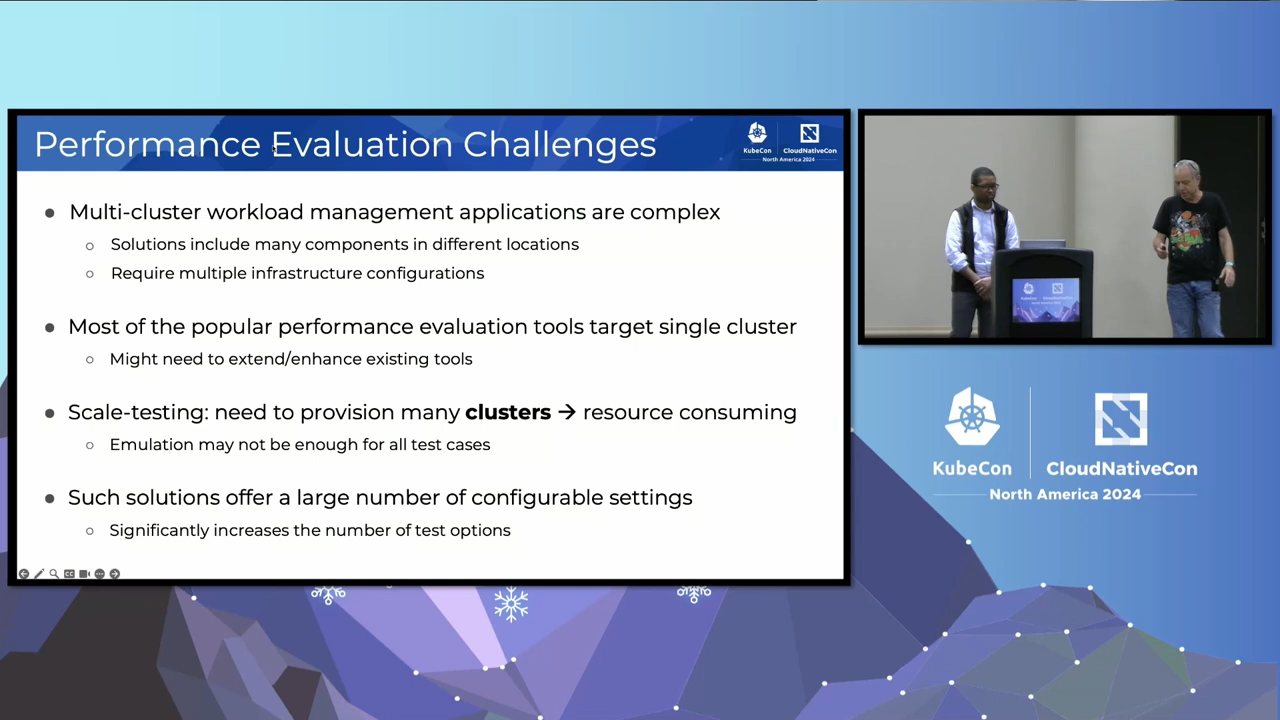 Performance Evaluation Challenges
KubeCon
CloudNativeCon
North America 2024
● Multi-cluster workload management applications are complex
○ Solutions include many components in different locations
○ Require multiple infrastructure configurations
● Most of the popular performance evaluation tools target single cluster
○ Might need to extend/enhance existing tools
● Scale-testing: need to provision many clusters → resource consuming
○ Emulation may not be enough for all test cases
● Such solutions offer a large number of configurable settings
○ Significantly increases the number of test options
KubeCon
CloudNativeCon
North America 2024